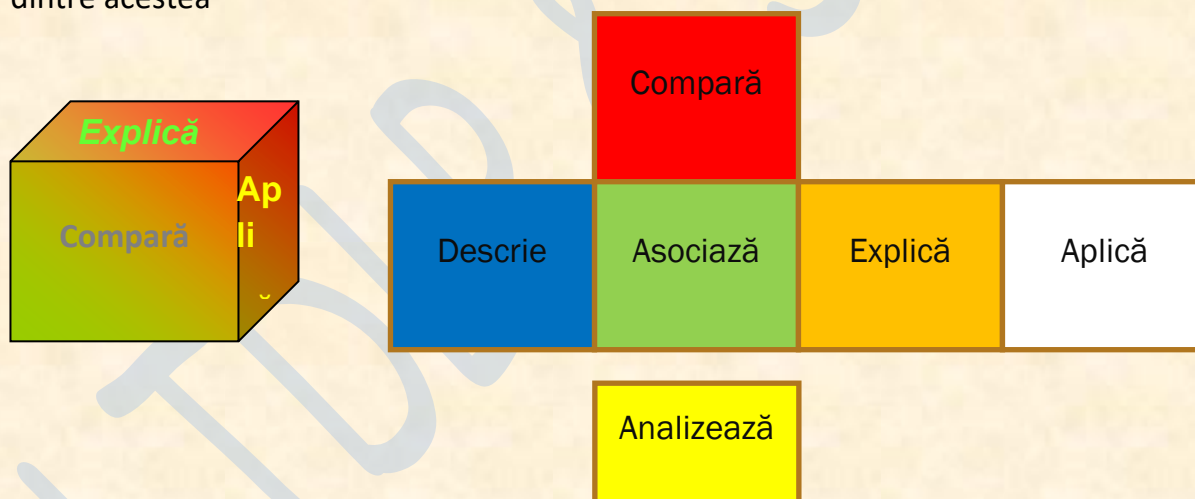 dintre acestea
Compară
Explică
Ap
Compară
li
Descrie Asociază Explică Aplică
Analizează